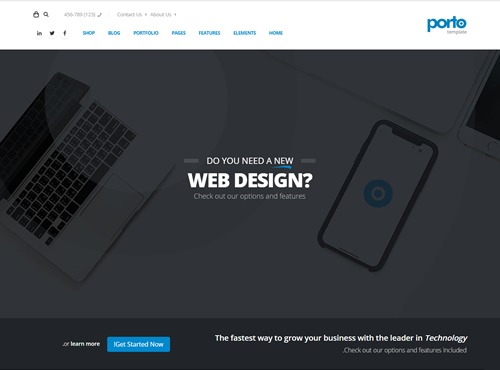 456-789 (123) Contact Us About Us
porto
template
SHOP BLOG PORTFOLIO PAGES FEATURES ELEMENTS HOME
DO YOU NEED A NEW
WEB DESIGN?
Check out our options and features
The fastest way to grow your business with the leader in Technology
.Check out our options and features included
.or learn more
!Get Started Now